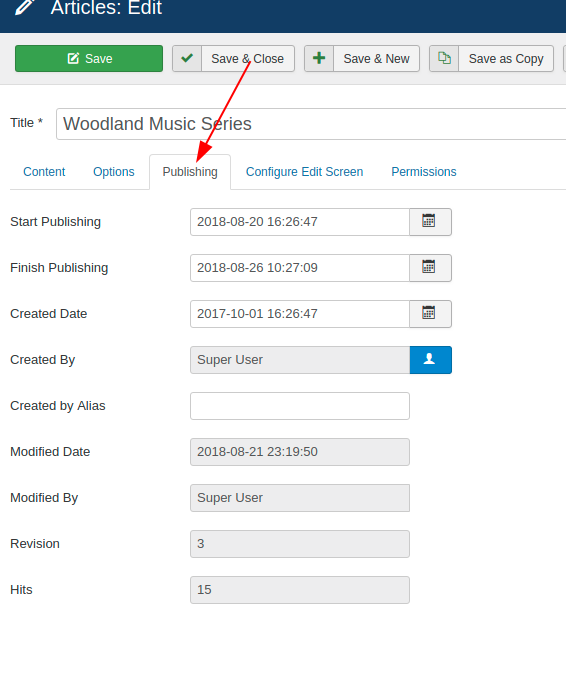 Articles: Edit
Save Save & Close Save & New Save as Copy
Title * Woodland Music Series
Content Options Publishing Configure Edit Screen Permissions
Start Publishing 2018-08-20 16:26:47
Finish Publishing 2018-08-26 10:27:09
Created Date 2017-10-01 16:26:47
Created By Super User
Created by Alias
Modified Date 2018-08-21 23:19:50
Modified By Super User
Revision 3
Hits 15